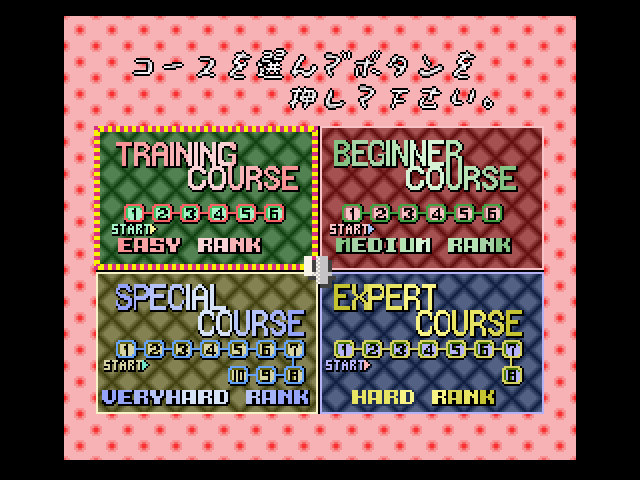 コースを選んでボタンを
押して下さい。
TRAINING
COURSE
1 2 3 4 5 6
START
EASY RANK
BEGINNER
COURSE
1 2 3 4 5 6
START
MEDIUM RANK
SPECIAL
COURSE
1 2 3 4 5 6 7
START
10 9 8
VERYHARD RANK
EXPERT
COURSE
1 2 3 4 5 6 7
START
8
HARD RANK